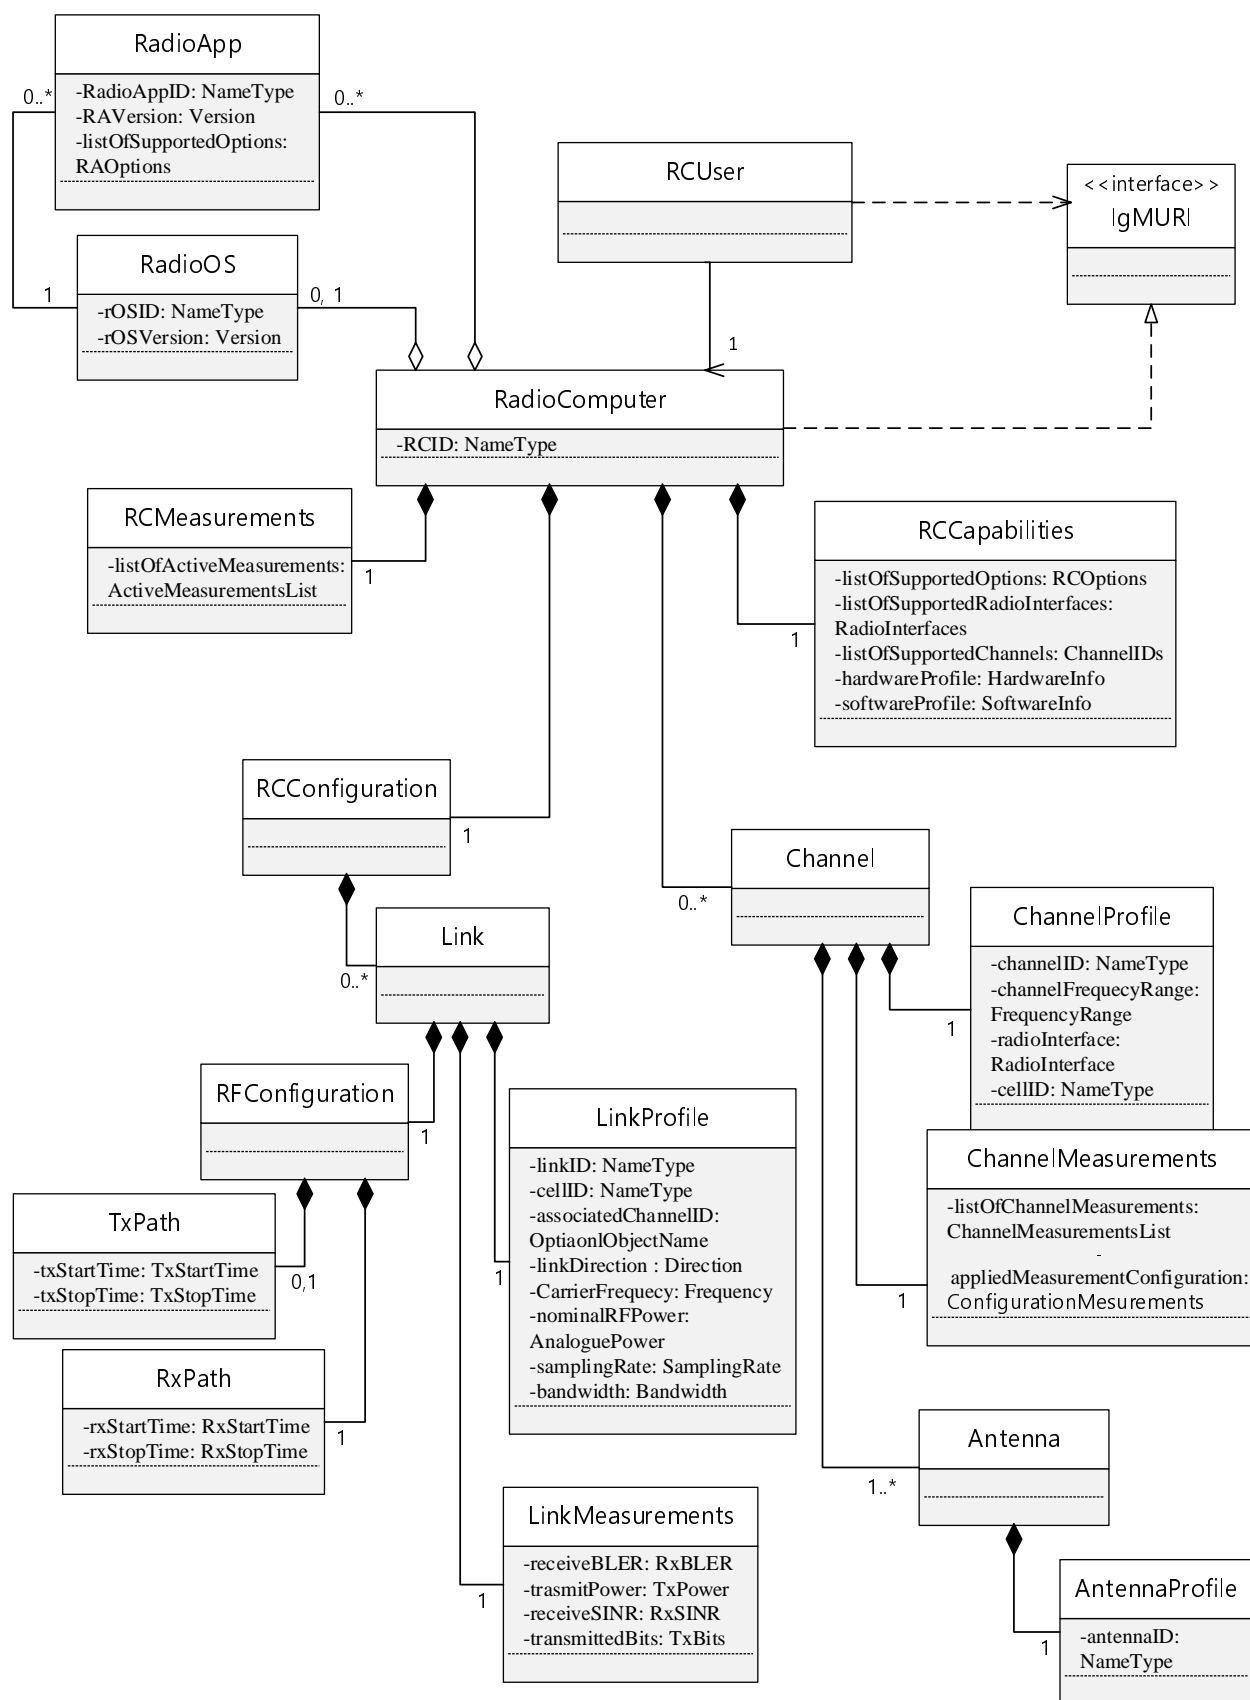 RadioApp
-RadioAppID: NameType
-RAVersion: Version
-listOfSupportedOptions:
RAOptions
0..*
0..*
RadioOS
-rOSID: NameType
-rOSVersion: Version
1
0, 1
RCUser
<<interface>>
IgMURI
1
RadioComputer
-RCID: NameType
RCMeasurements
-listOfActiveMeasurements:
ActiveMeasurementsList
1
RCCapabilities
-listOfSupportedOptions: RCOptions
-listOfSupportedRadioInterfaces:
RadioInterfaces
-listOfSupportedChannels: ChannelIDs
-hardwareProfile: HardwareInfo
-softwareProfile: SoftwareInfo
1
RCConfiguration
1
Channel
0..*
Link
0..*
ChannelProfile
-channelID: NameType
-channelFrequecyRange:
FrequencyRange
-radioInterface:
RadioInterface
-cellID: NameType
1
RFConfiguration
1
LinkProfile
-linkID: NameType
-cellID: NameType
-associatedChannelID:
OptiaonlObjectName
-linkDirection : Direction
-CarrierFrequecy: Frequency
-nominalRFPower:
AnaloguePower
-samplingRate: SamplingRate
-bandwidth: Bandwidth
1
ChannelMeasurements
-listOfChannelMeasurements:
ChannelMeasurementsList
-
appliedMeasurementConfiguration:
ConfigurationMesurements
1
TxPath
-txStartTime: TxStartTime
-txStopTime: TxStopTime
0,1
RxPath
-rxStartTime: RxStartTime
-rxStopTime: RxStopTime
1
Antenna
1..*
LinkMeasurements
-receiveBLER: RxBLER
-trasmitPower: TxPower
-receiveSINR: RxSINR
-transmittedBits: TxBits
1
AntennaProfile
-antennaID:
NameType
1